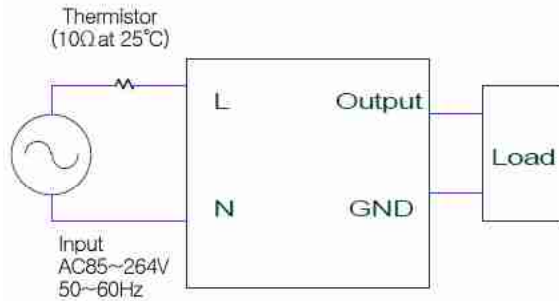 Thermistor
(10Ω at 25°C)
L
Output
Load
N
GND
Input
AC85~264V
50~60Hz